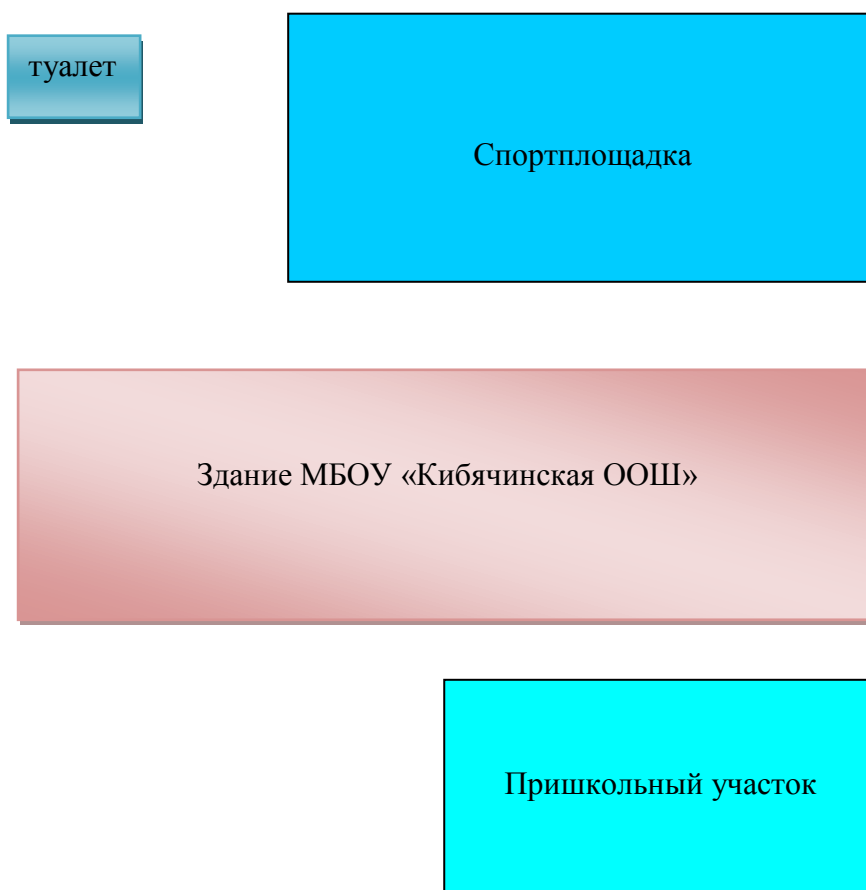 туалет
Спортплощадка
Здание МБОУ «Кибячинская ООШ»
Пришкольный участок